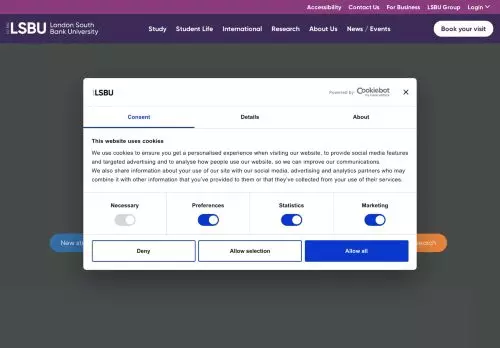 Accessibility Contact Us For Business LSBU Group Login
LSBU London South
Bank University
Study Student Life International Research About Us News / Events
Book your visit
LSBU
Powered by Cookiebot
Consent Details About
This website uses cookies
We use cookies to ensure you get a personalised experience when visiting our website, to provide social media features
and targeted advertising and to analyse how people use our website, so we can improve our communications.
We also share information about your use of our site with our social media, advertising and analytics partners who may
combine it with other information that you've provided to them or that they've collected from your use of their services.
Necessary Preferences Statistics Marketing
New
Deny Allow selection Allow all